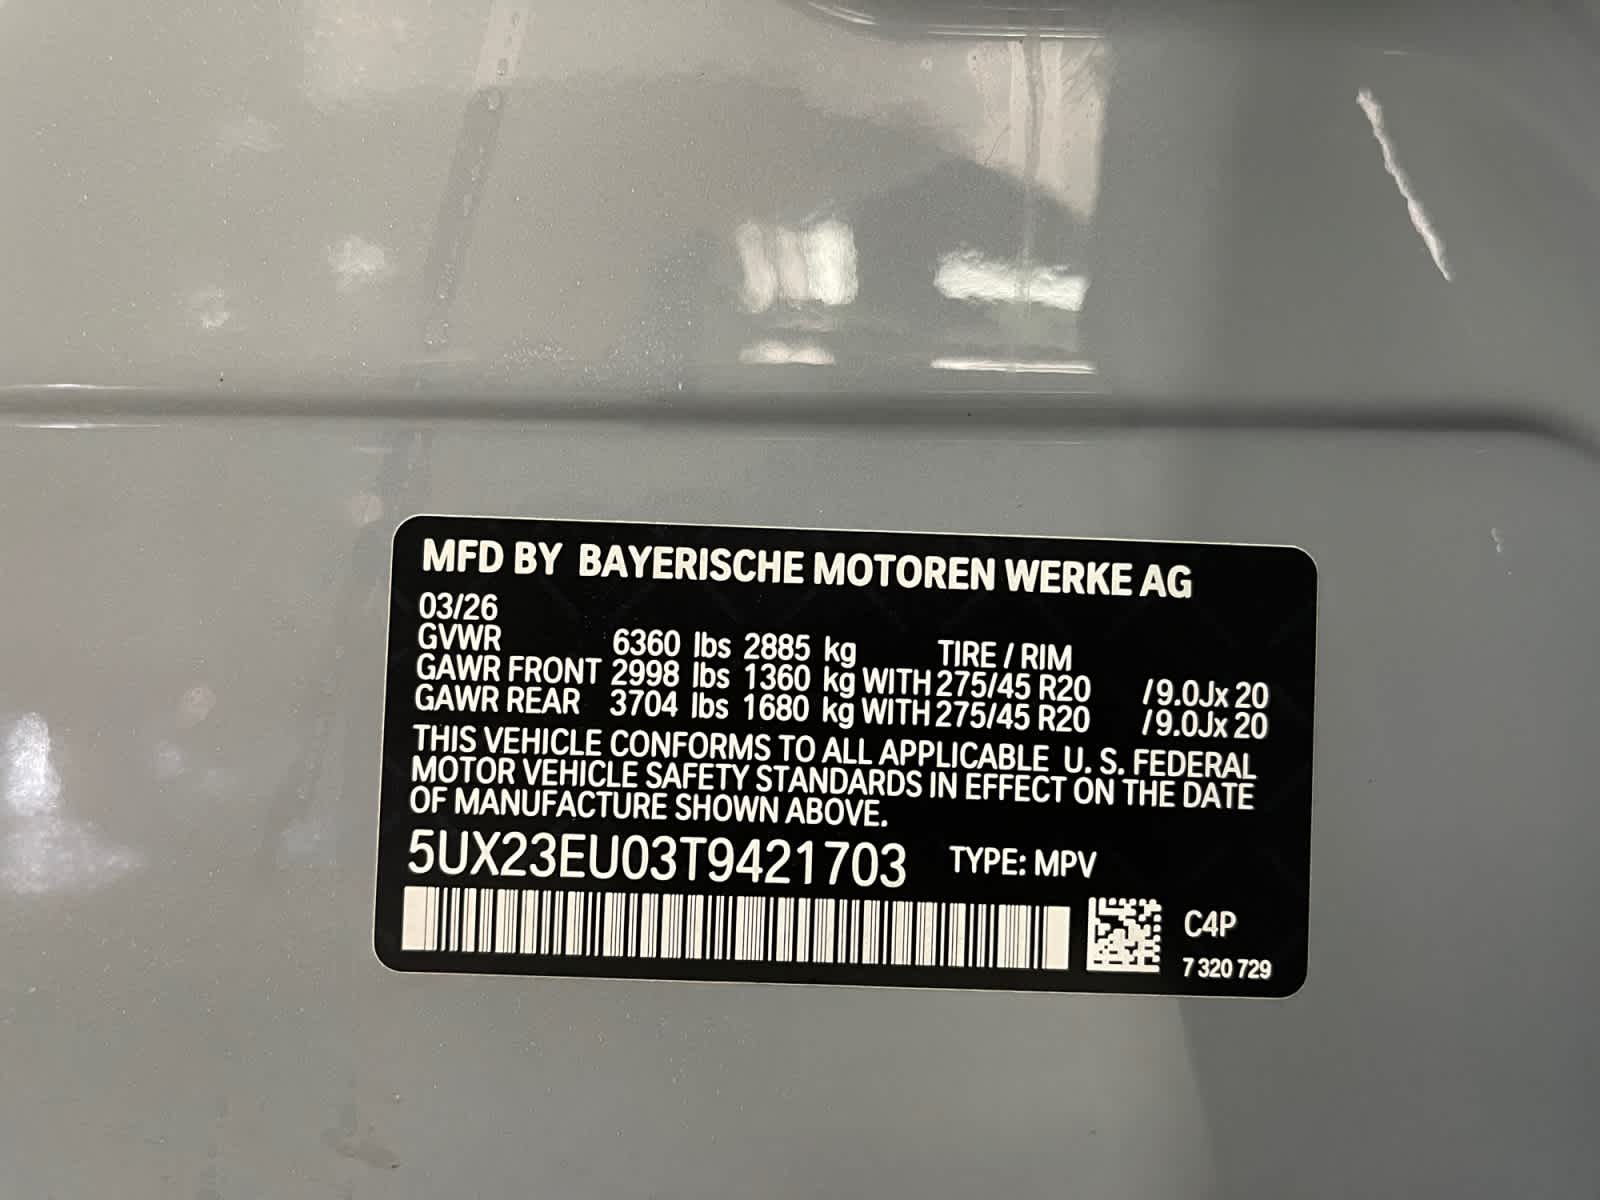 MFD BY BAYERISCHE MOTOREN WERKE AG
03/26
GVWR 6360 lbs 2885 kg TIRE / RIM
GAWR FRONT 2998 lbs 1360 kg WITH 275/45 R20 / 9.0Jx 20
GAWR REAR 3704 lbs 1680 kg WITH 275/45 R20 / 9.0Jx 20
THIS VEHICLE CONFORMS TO ALL APPLICABLE U. S. FEDERAL
MOTOR VEHICLE SAFETY STANDARDS IN EFFECT ON THE DATE
OF MANUFACTURE SHOWN ABOVE.
5UX23EU03T9421703 TYPE: MPV
C4P
7 320 729